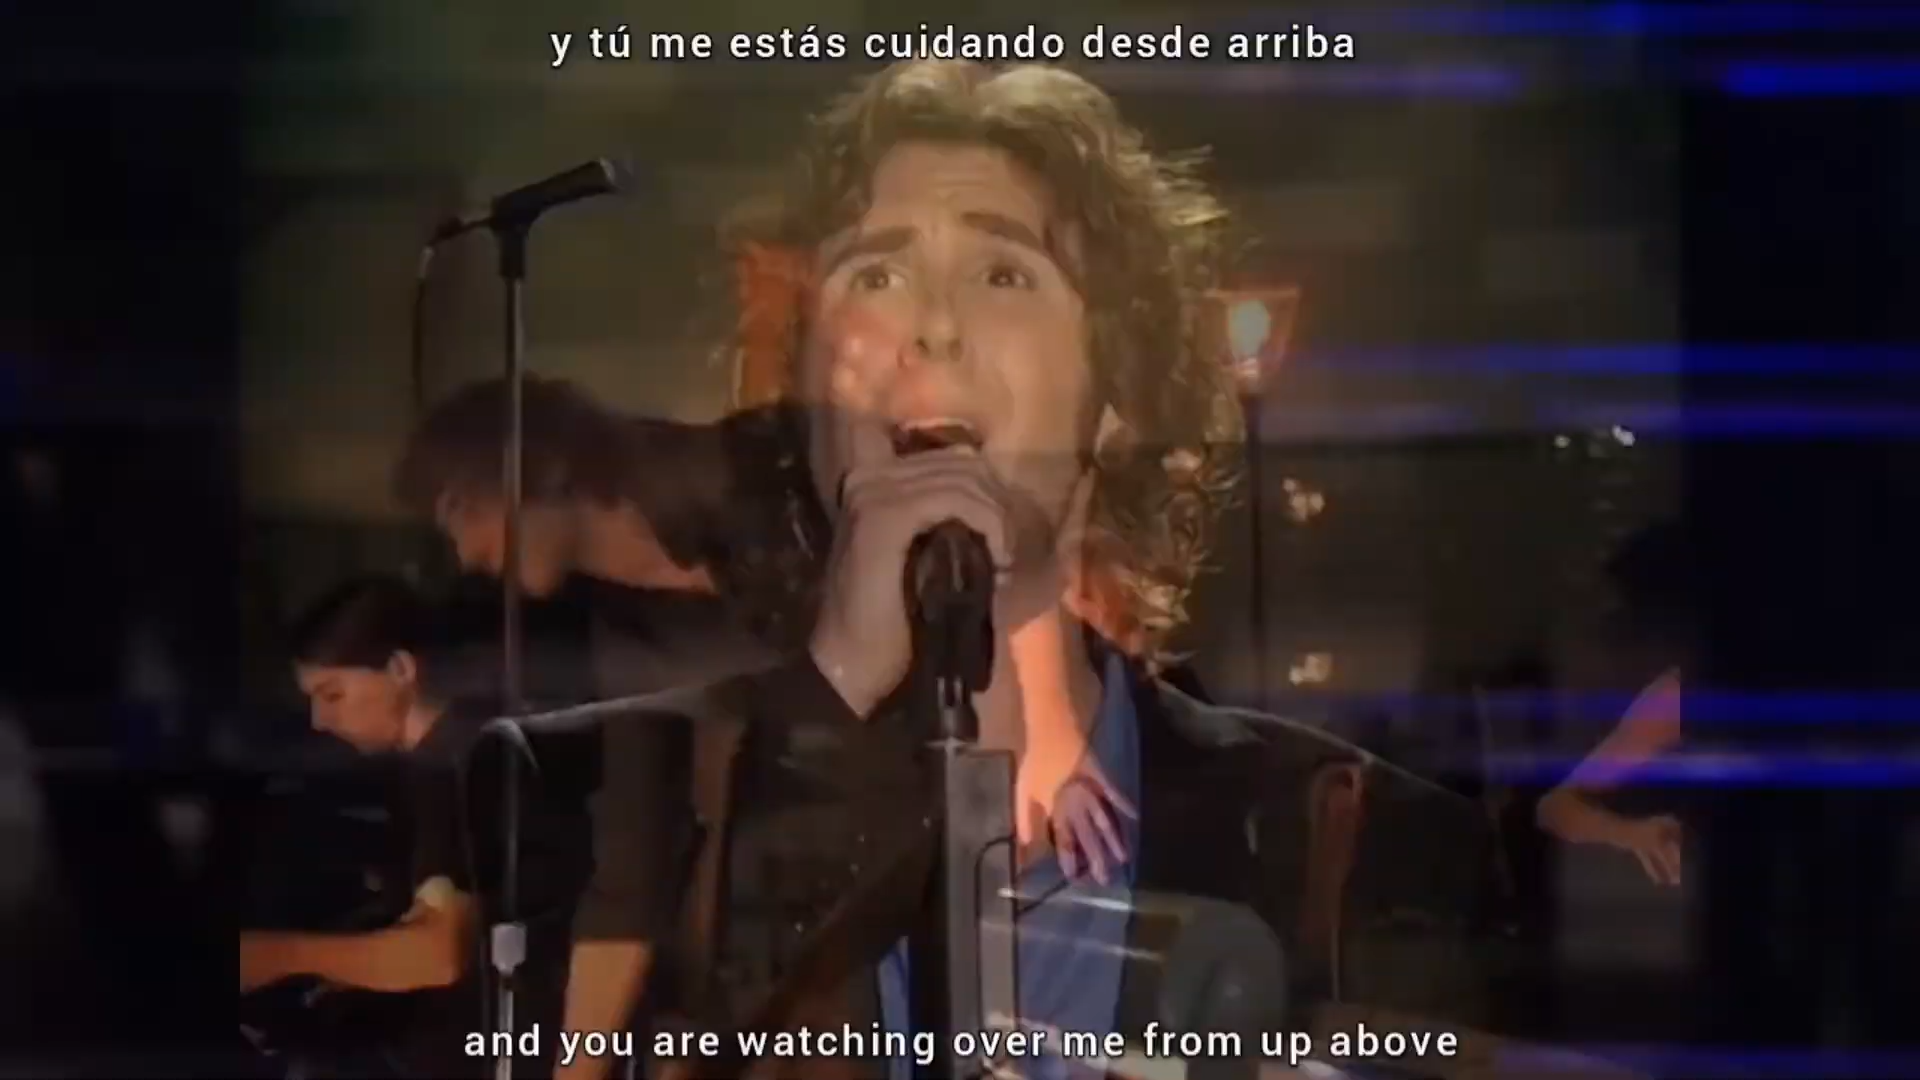 y tú me estás cuidando desde arriba
and you are watching over me from up above